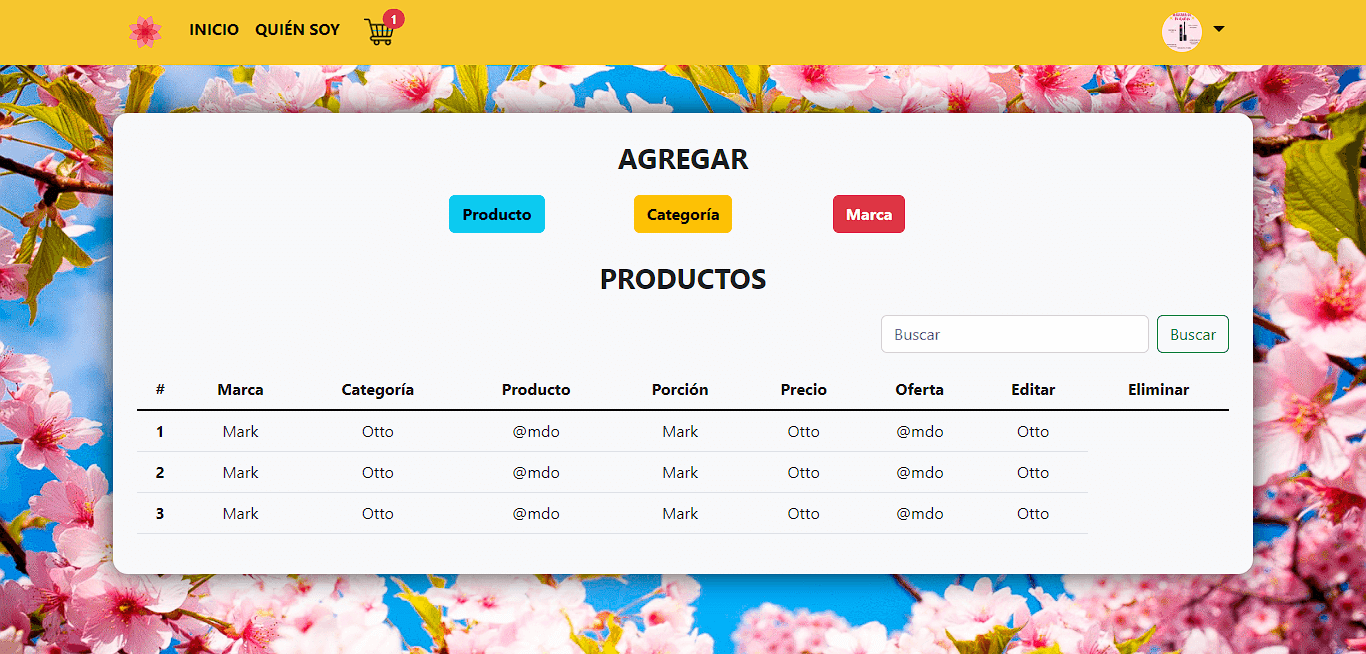 INICIO QUIÉN SOY 1
AGREGAR
Producto Categoría Marca
PRODUCTOS
Buscar Buscar
# Marca Categoría Producto Porción Precio Oferta Editar Eliminar
1 Mark Otto @mdo Mark Otto @mdo Otto
2 Mark Otto @mdo Mark Otto @mdo Otto
3 Mark Otto @mdo Mark Otto @mdo Otto